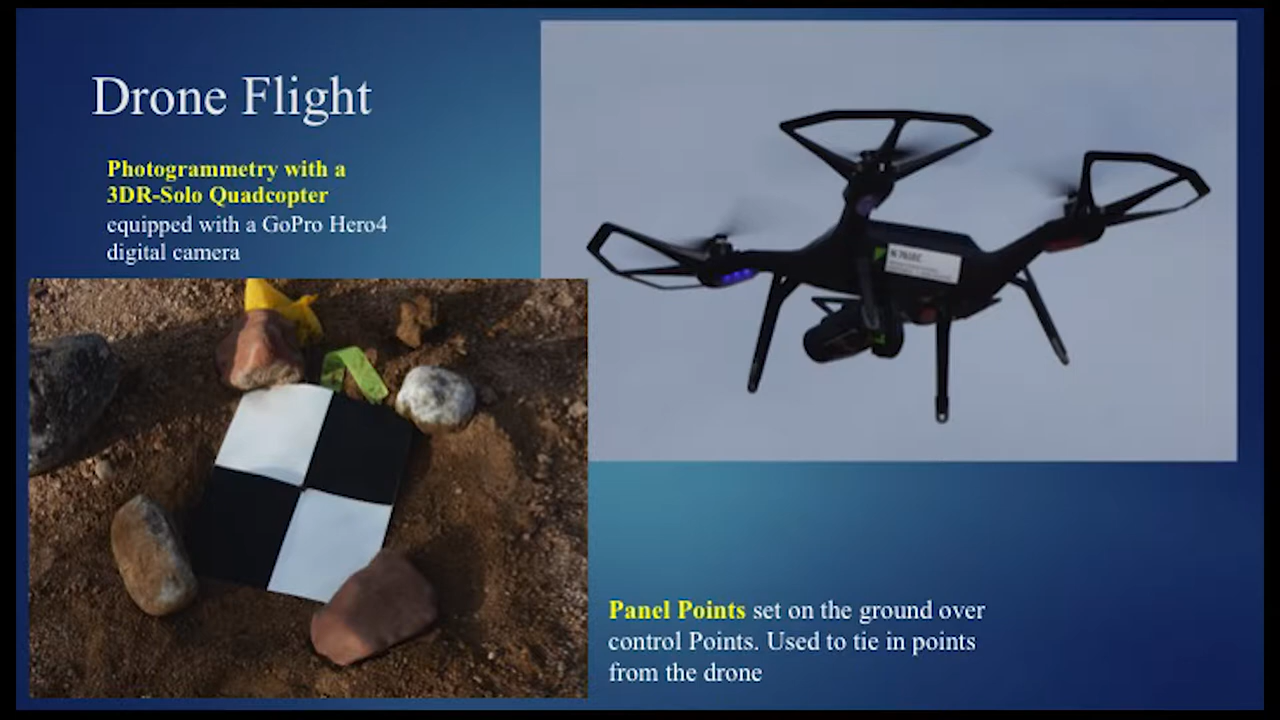 Drone Flight
Photogrammetry with a
3DR-Solo Quadcopter
equipped with a GoPro Hero4
digital camera
Panel Points set on the ground over
control Points. Used to tie in points
from the drone